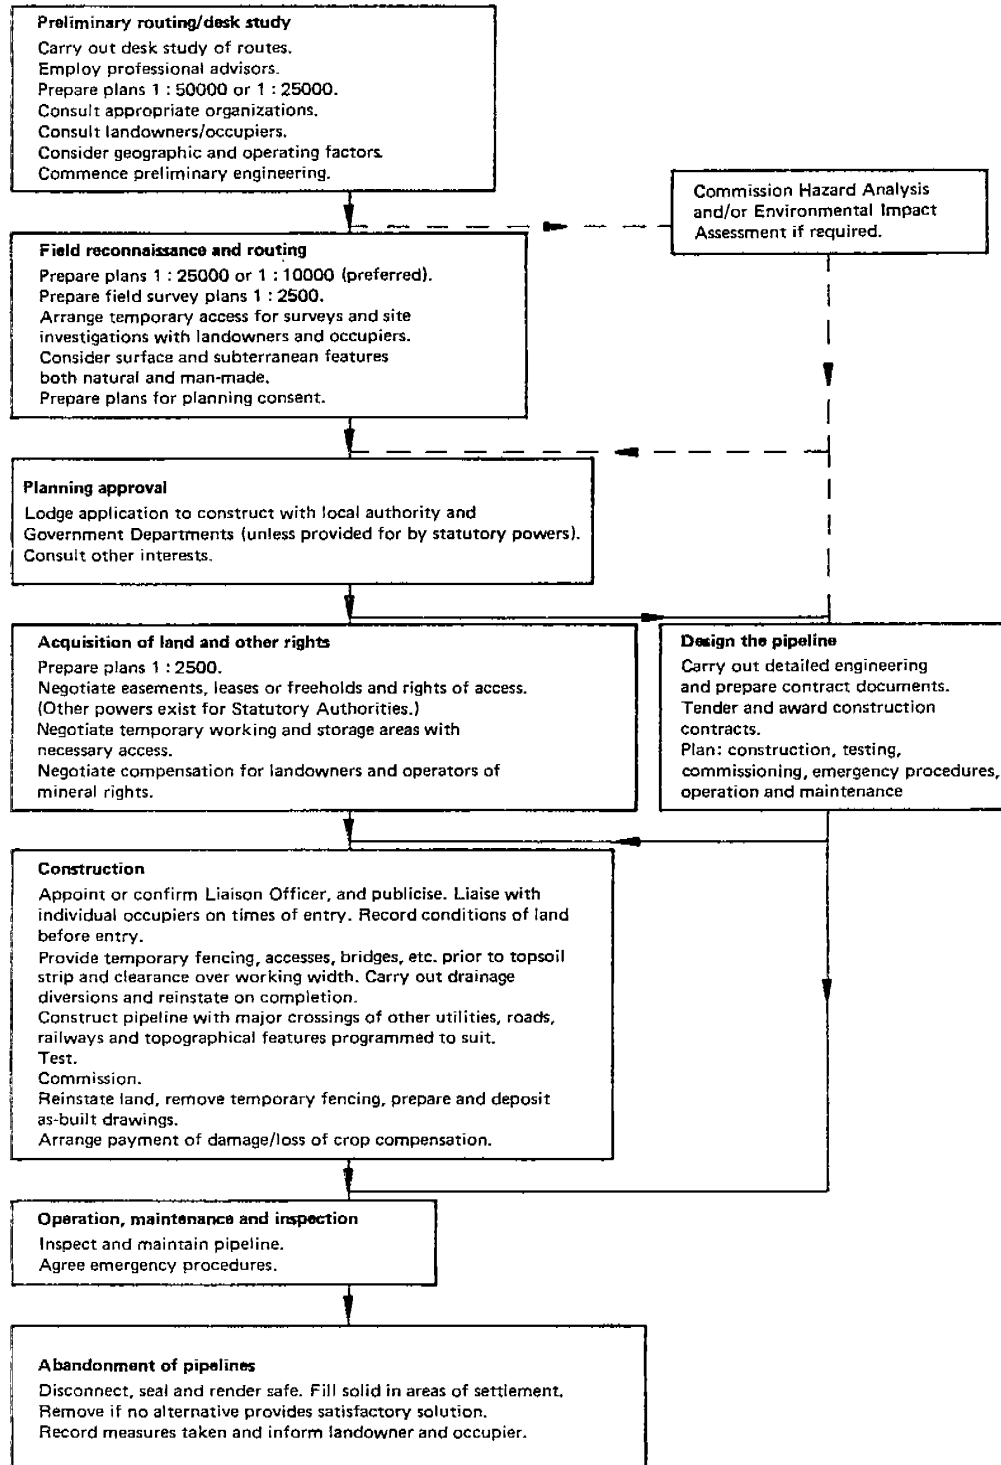 Preliminary routing/desk study
Carry out desk study of routes.
Employ professional advisors.
Prepare plans 1 : 50000 or 1 : 25000.
Consult appropriate organizations.
Consult landowners/occupiers.
Consider geographic and operating factors.
Commence preliminary engineering.
Commission Hazard Analysis
and/or Environmental Impact
Assessment if required.
Field reconnaissance and routing
Prepare plans 1 : 25000 or 1 : 10000 (preferred).
Prepare field survey plans 1 : 2500.
Arrange temporary access for surveys and site
investigations with landowners and occupiers.
Consider surface and subterranean features
both natural and man-made.
Prepare plans for planning consent.
Planning approval
Lodge application to construct with local authority and
Government Departments (unless provided for by statutory powers).
Consult other interests.
Acquisition of land and other rights
Prepare plans 1 : 2500.
Negotiate easements, leases or freeholds and rights of access.
(Other powers exist for Statutory Authorities.)
Negotiate temporary working and storage areas with
necessary access.
Negotiate compensation for landowners and operators of
mineral rights.
Design the pipeline
Carry out detailed engineering
and prepare contract documents.
Tender and award construction
contracts.
Plan: construction, testing,
commissioning, emergency procedures,
operation and maintenance
Construction
Appoint or confirm Liaison Officer, and publicise. Liaise with
individual occupiers on times of entry. Record conditions of land
before entry.
Provide temporary fencing, accesses, bridges, etc. prior to topsoil
strip and clearance over working width. Carry out drainage
diversions and reinstate on completion.
Construct pipeline with major crossings of other utilities, roads,
railways and topographical features programmed to suit.
Test.
Commission.
Reinstate land, remove temporary fencing, prepare and deposit
as-built drawings.
Arrange payment of damage/loss of crop compensation.
Operation, maintenance and inspection
Inspect and maintain pipeline.
Agree emergency procedures.
Abandonment of pipelines
Disconnect, seal and render safe. Fill solid in areas of settlement.
Remove if no alternative provides satisfactory solution.
Record measures taken and inform landowner and occupier.